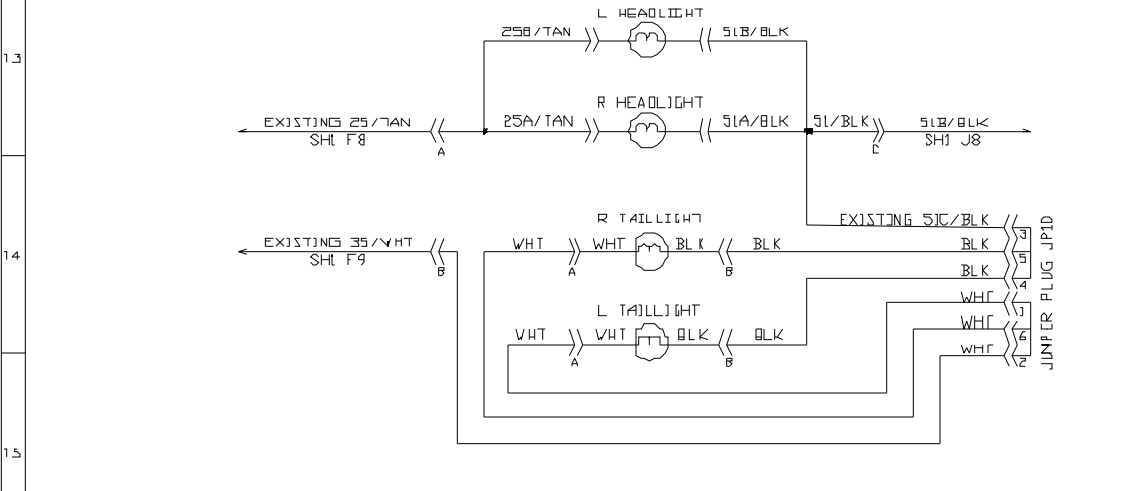 L HEADLIGHT
25B/TAN
51B/BLK
13
R HEADLIGHT
EXISTING 25/TAN
25A/TAN
51A/BLK
51/BLK
51B/BLK
SH1 F8
A
C
SH1 J8
R TAILLIGHT
EXISTING 51C/BLK
3
EXISTING 35/WHT
WHT
WHT
BLK
BLK
BLK
14
SH1 F9
5
B
A
B
BLK
4
JUMPER PLUG JP10
WHT
1
L TAILLIGHT
WHT
6
WHT
WHT
BLK
BLK
WHT
A
B
2
15